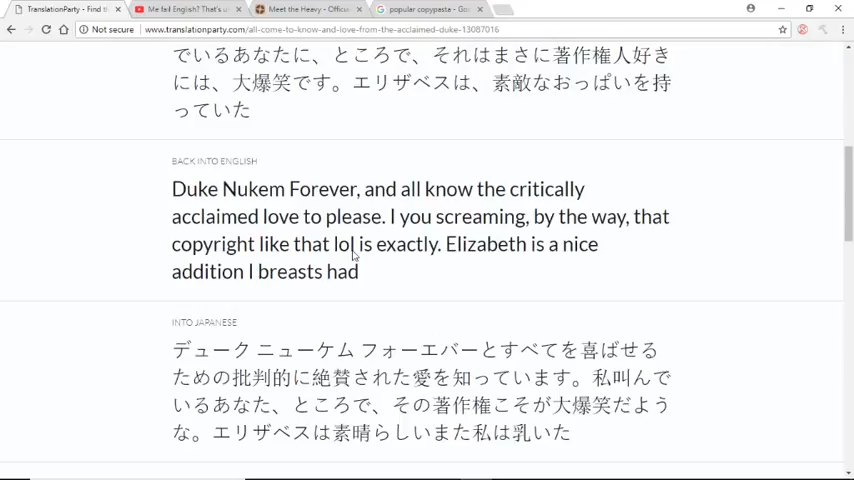 TranslationParty - Find th
Me fail English? That's u
Meet the Heavy - Offici
popular copypasta - Goo
Not secure | www.translationparty.com/all-come-to-know-and-love-from-the-acclaimed-duke-13087016
でいるあなたに、ところで、それはまさに著作権人好き
には、大爆笑です。エリザベスは、素敵なおっぱいを持
っていた
BACK INTO ENGLISH
Duke Nukem Forever, and all know the critically
acclaimed love to please. I you screaming, by the way, that
copyright like that lol is exactly. Elizabeth is a nice
addition I breasts had
INTO JAPANESE
デューク ニューケム フォーエバーとすべてを喜ばせる
ための批判的に絶賛された愛を知っています。私叫んで
いるあなた、ところで、その著作権こそが大爆笑だよう
な。エリザベスは素晴らしいまた私は乳いた